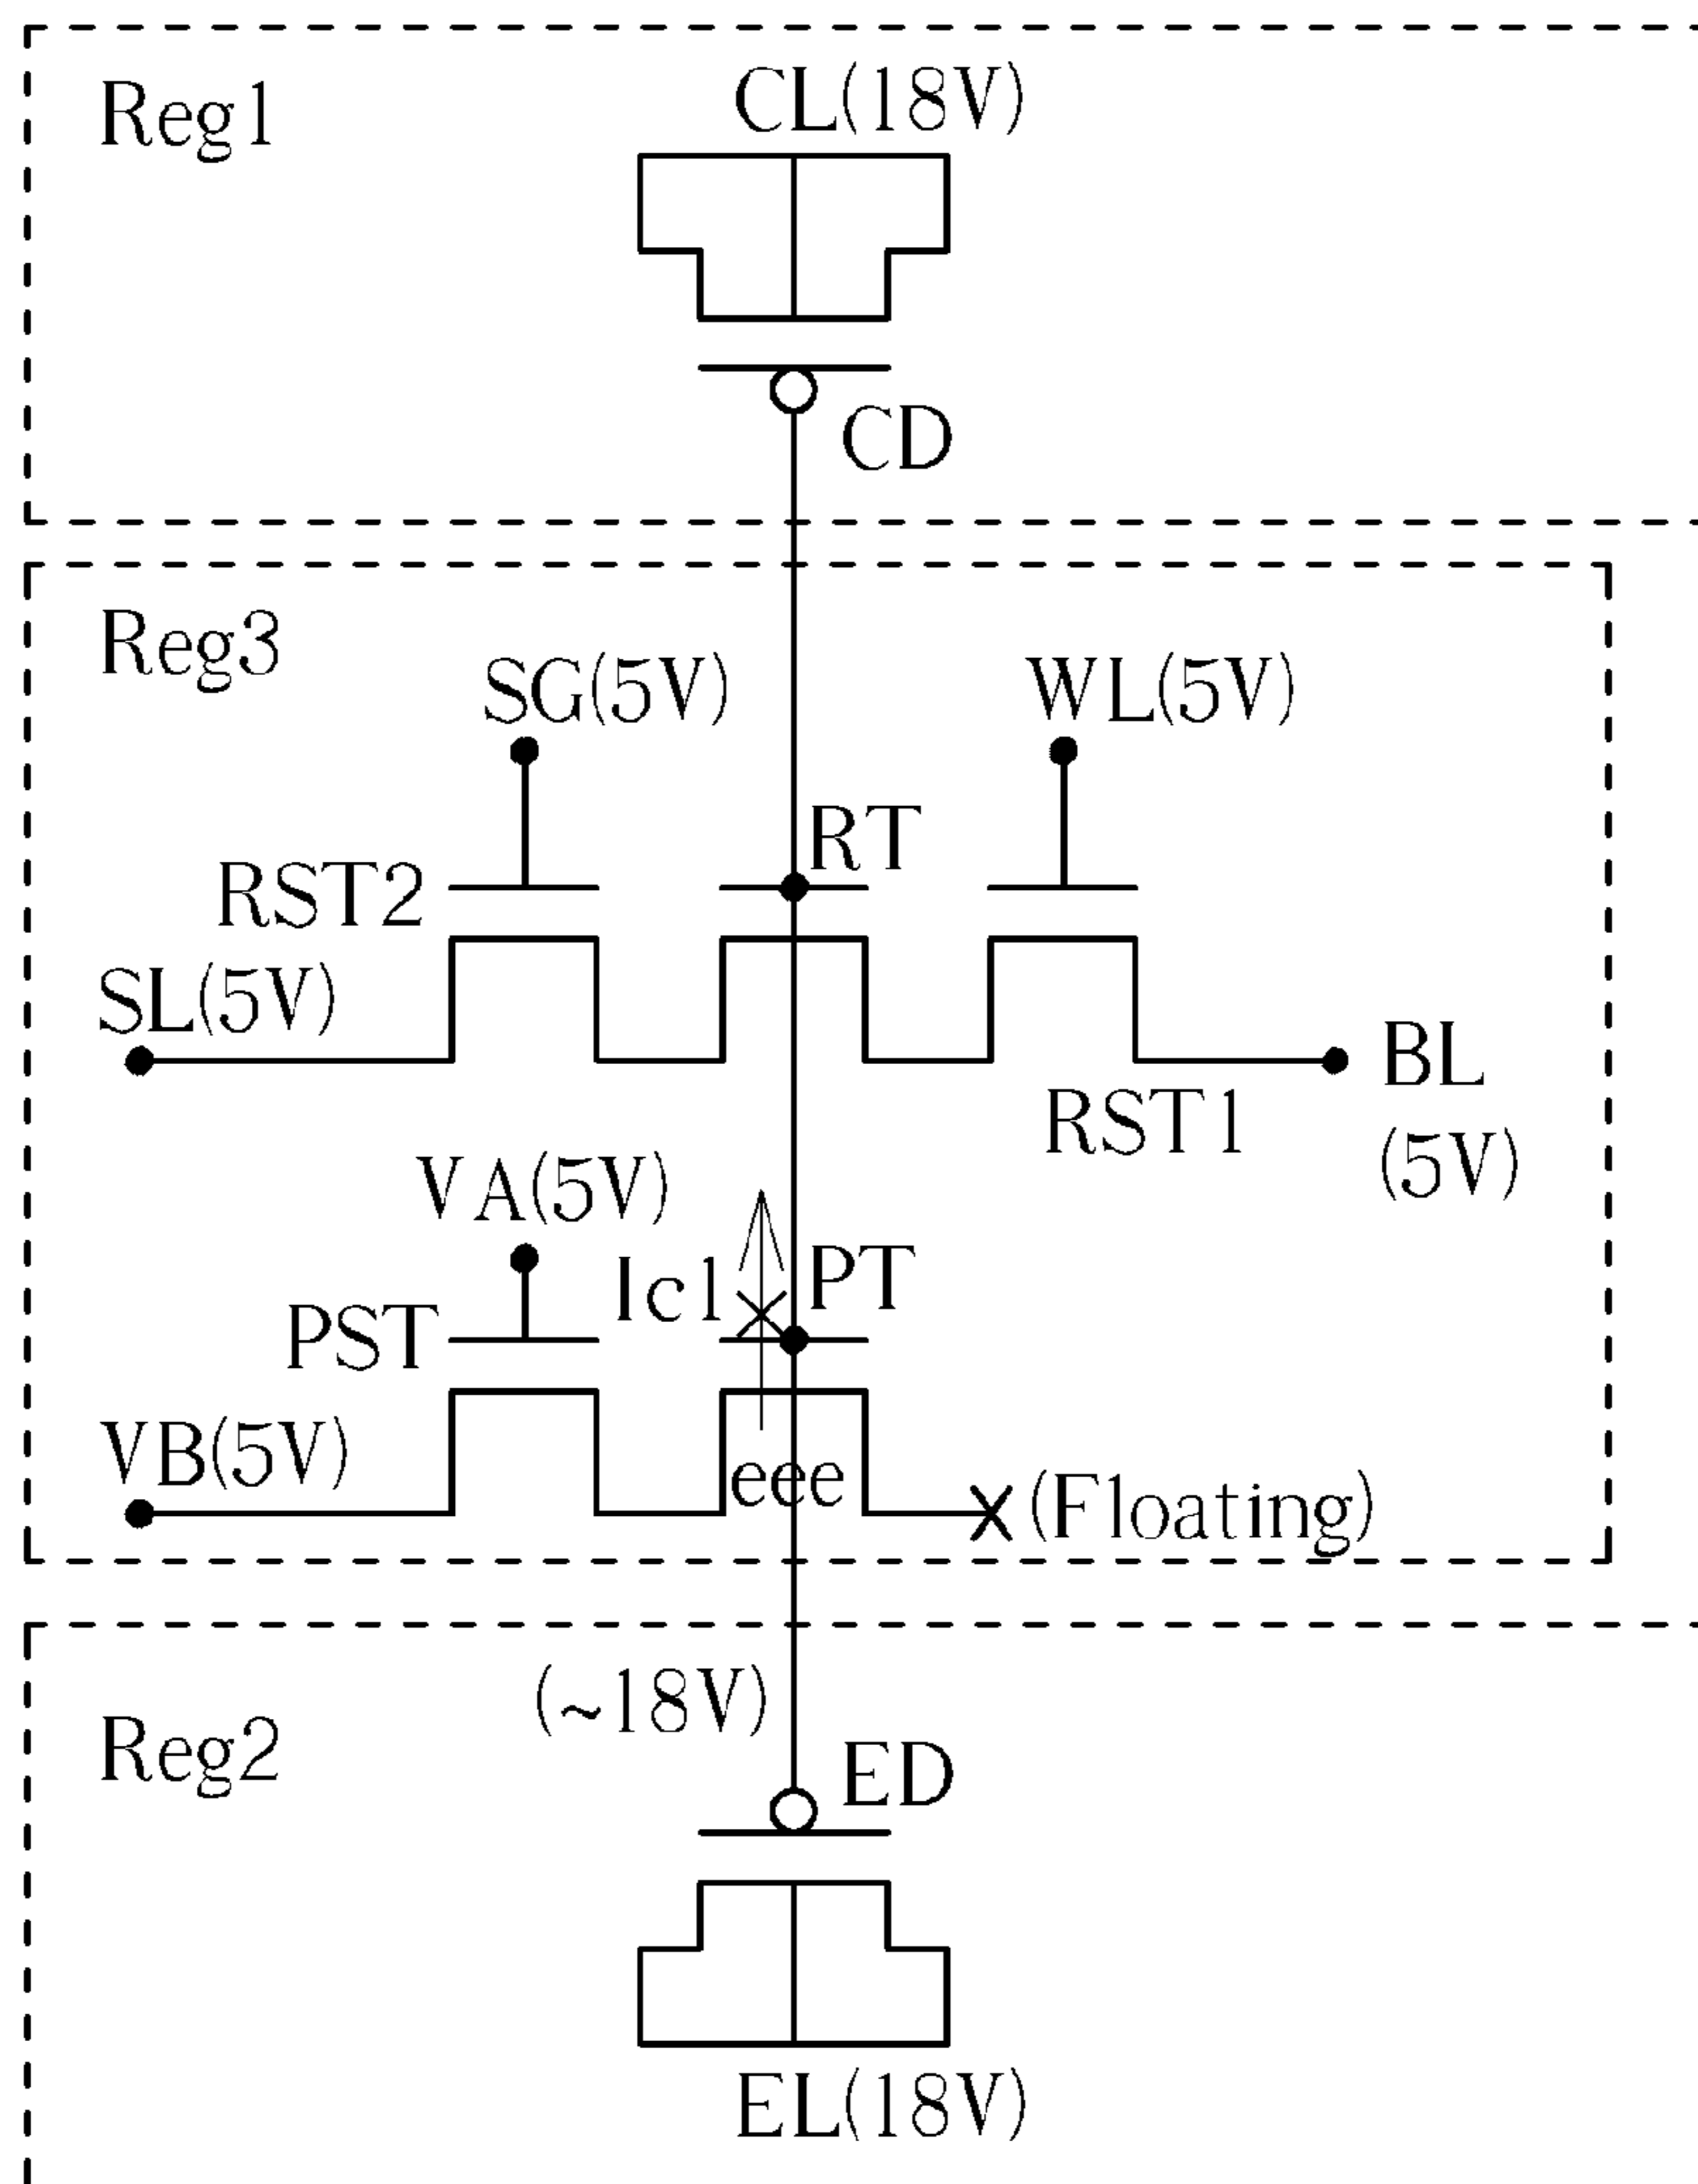 Reg1
CL(18V)
CD
Reg3
SG(5V)
WL(5V)
RT
RST2
SL(5V)
BL
(5V)
RST1
VA(5V)
Icl
PT
PST
VB(5V)
eee
(Floating)
(~18V)
Reg2
ED
EL(18V)